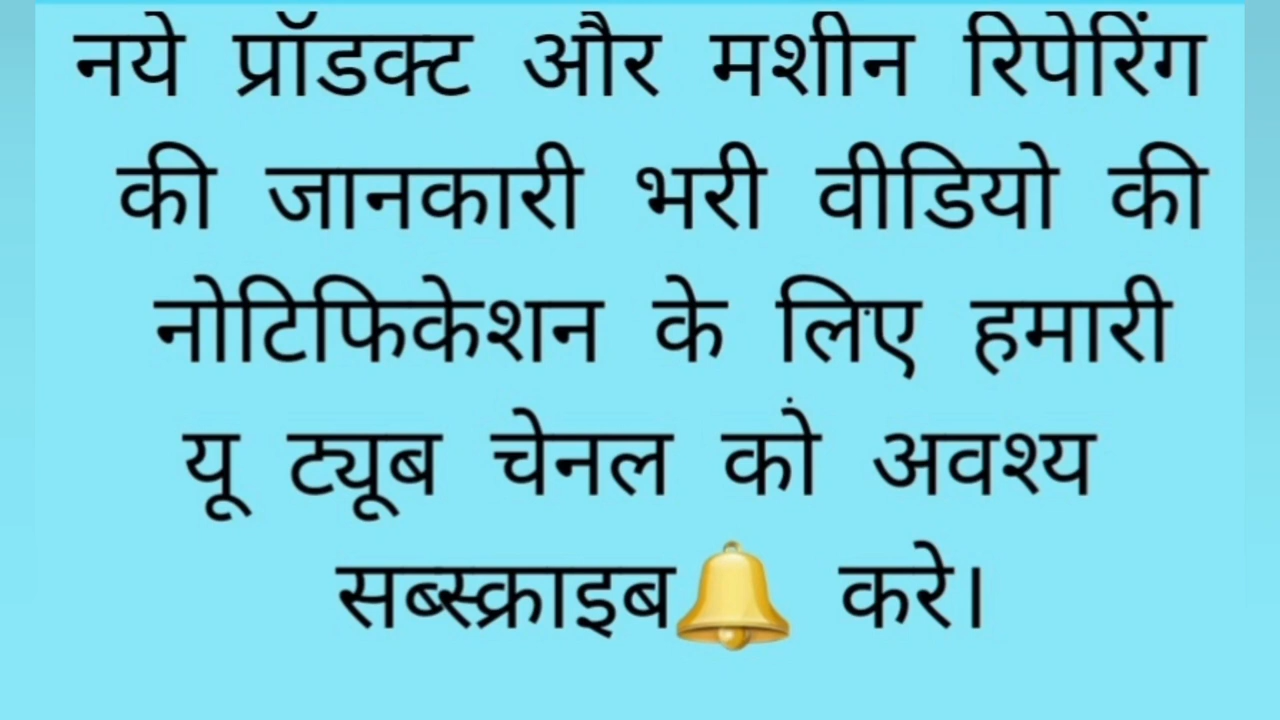 नये प्रॉडक्ट और मशीन रिपेरिंग
की जानकारी भरी वीडियो की
नोटिफिकेशन के लिए हमारी
यू ट्यूब चेनल को अवश्य
सब्स्क्राइब🔔 करे।